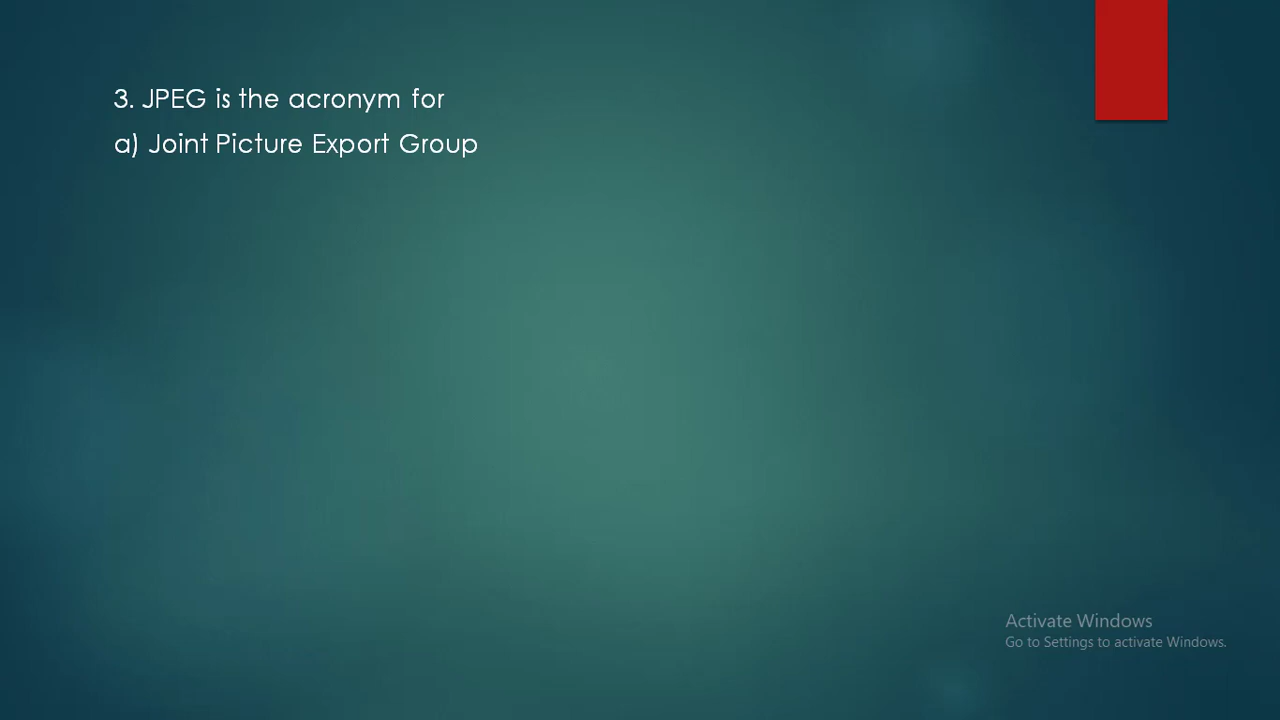 3. JPEG is the acronym for
a) Joint Picture Export Group
Activate Windows
Go to Settings to activate Windows.